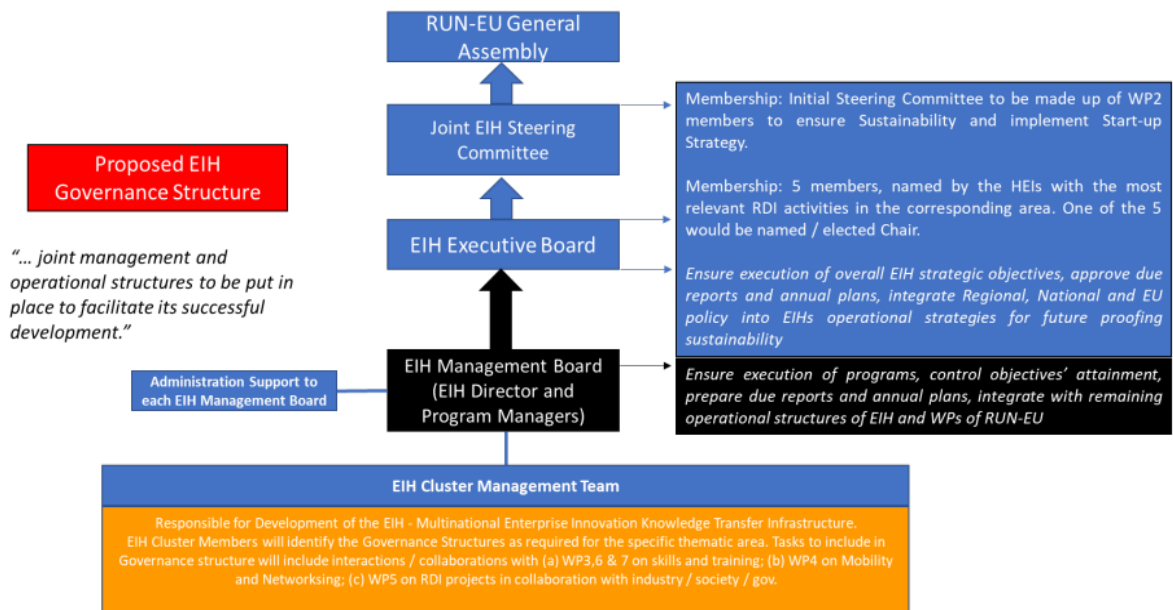 RUN-EU General
Assembly
Joint EIH Steering
Committee
Proposed EIH
Governance Structure
EIH Executive Board
"... joint management and
operational structures to be put in
place to facilitate its successful
development."
Membership: Initial Steering Committee to be made up of WP2
members to ensure Sustainability and implement Start-up
Strategy.
Membership: 5 members, named by the HEIs with the most
relevant RDI activities in the corresponding area. One of the 5
would be named / elected Chair.
Ensure execution of overall EIH strategic objectives, approve due
reports and annual plans, integrate Regional, National and EU
policy into EIHs operational strategies for future proofing
sustainability
Administration Support to
each EIH Management Board
EIH Management Board
(EIH Director and
Program Managers)
Ensure execution of programs, control objectives' attainment,
prepare due reports and annual plans, integrate with remaining
operational structures of EIH and WPs of RUN-EU
EIH Cluster Management Team
Responsible for Development of the EIH - Multinational Enterprise Innovation Knowledge Transfer Infrastructure.
EIH Cluster Members will identify the Governance Structures as required for the specific thematic area. Tasks to include in
Governance structure will include interactions / collaborations with (a) WP3,6 & 7 on skills and training; (b) WP4 on Mobility
and Networksing; (c) WP5 on RDI projects in collaboration with industry / society / gov.